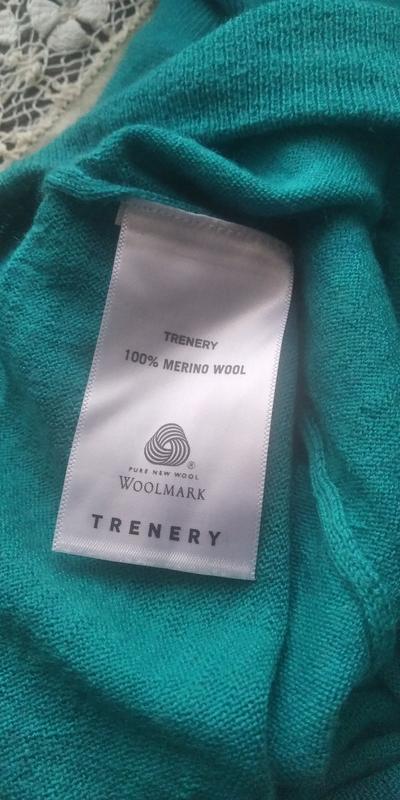 TRENERY
100% MERINO WOOL
®
PURE NEW WOOL
WOOLMARK
TRENERY